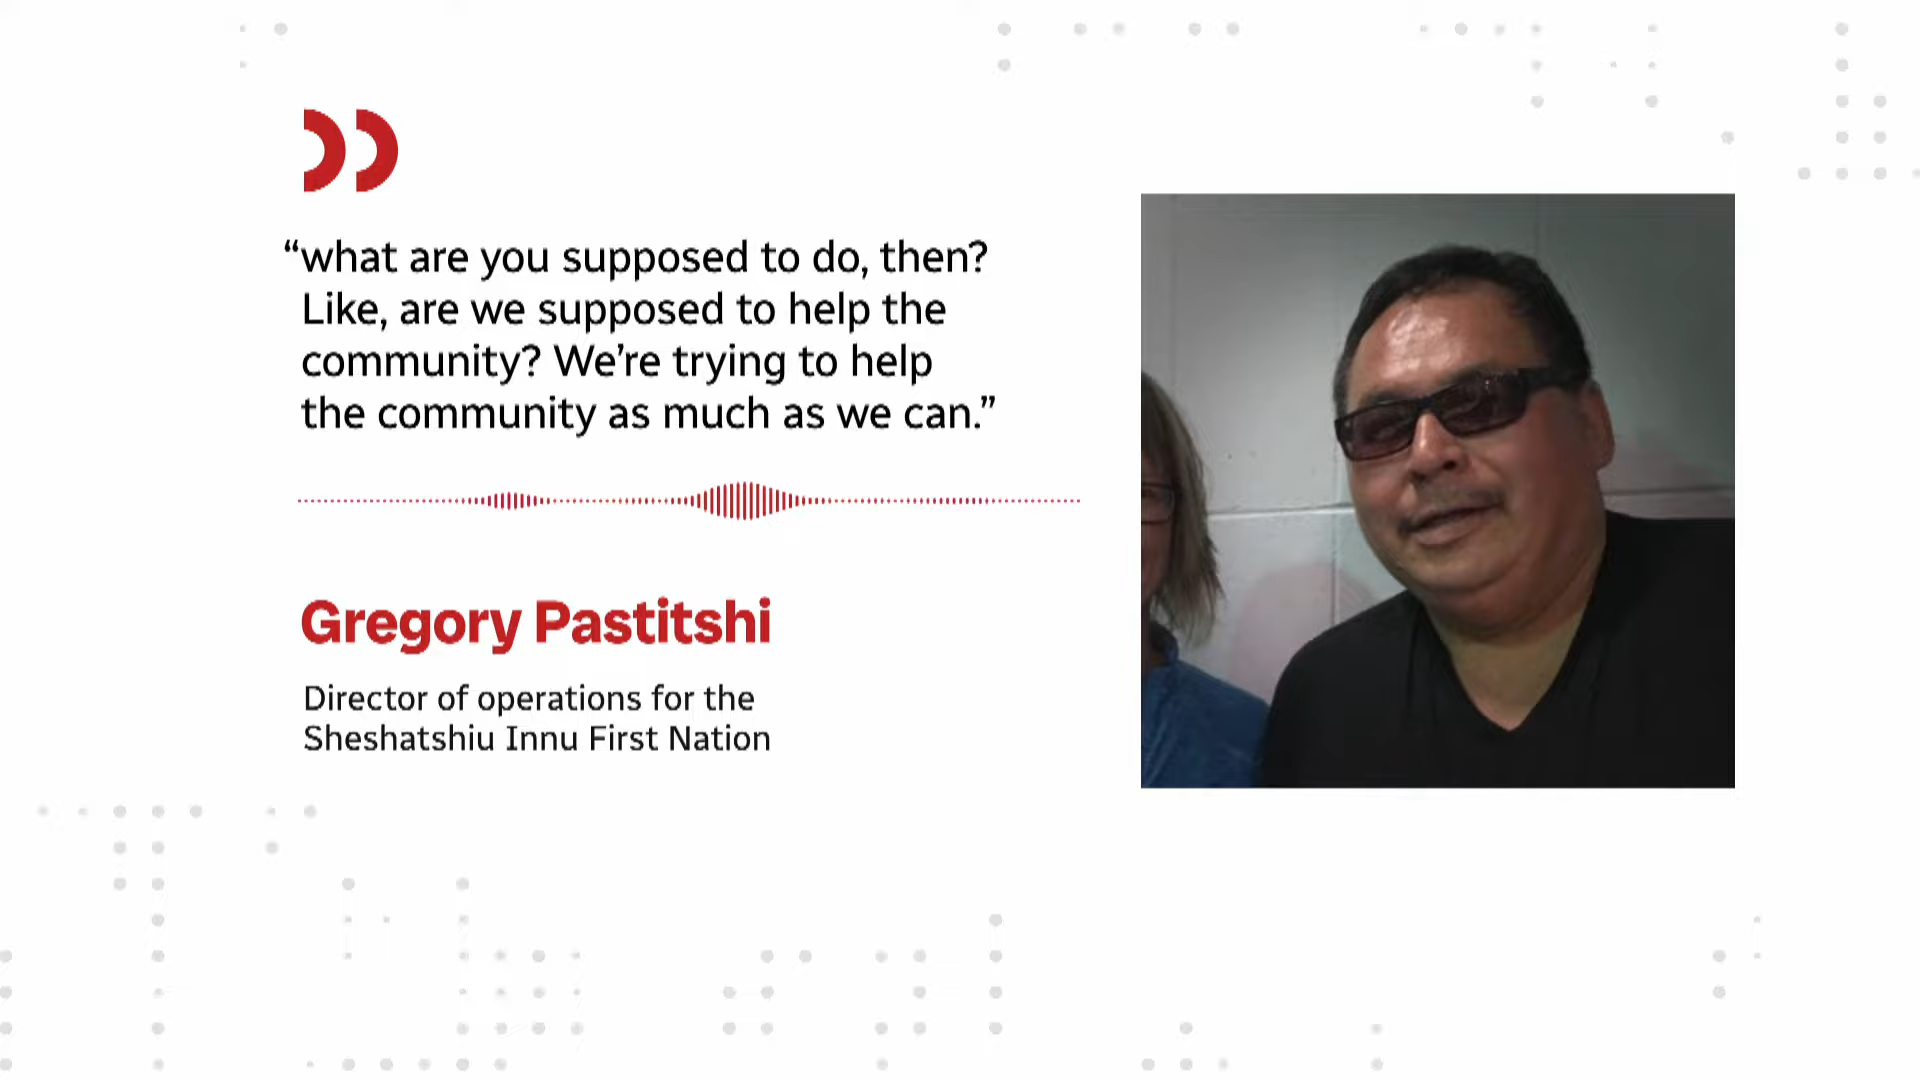 “what are you supposed to do, then?
Like, are we supposed to help the
community? We’re trying to help
the community as much as we can.”
Gregory Pastitshi
Director of operations for the
Sheshatshiu Innu First Nation